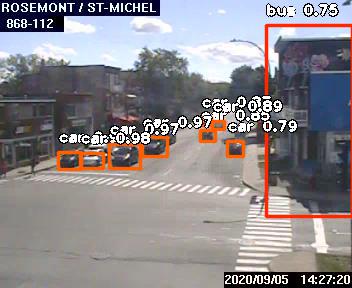 ROSEMONT / ST-MICHEL
868-112
bus 0.75
car 0.89
car 0.85
car 0.97
car 0.97
car 0.79
car 0.98
2020/09/05 14:27:20